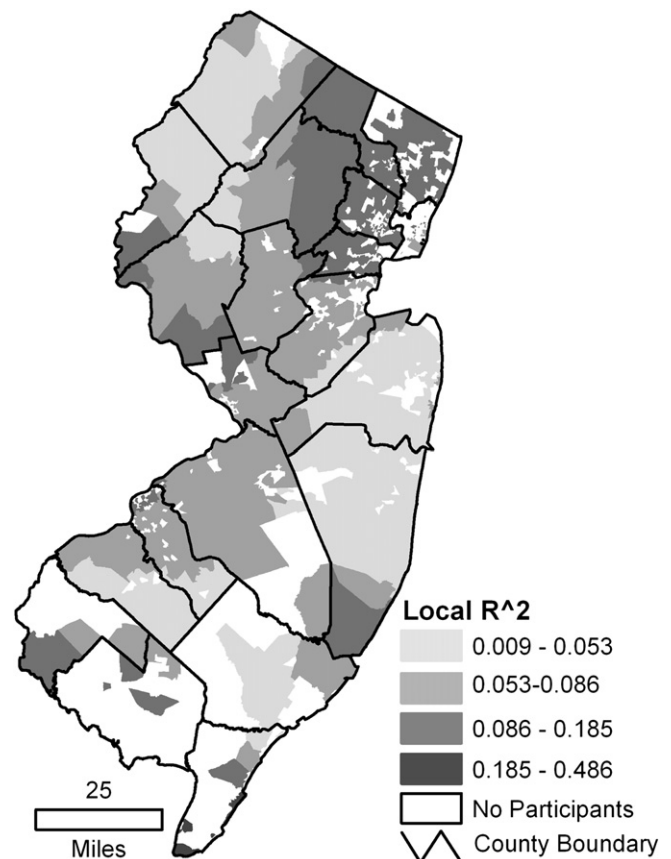 Local R^2
0.009 - 0.053
0.053-0.086
0.086 - 0.185
0.185 - 0.486
No Participants
County Boundary
25
Miles